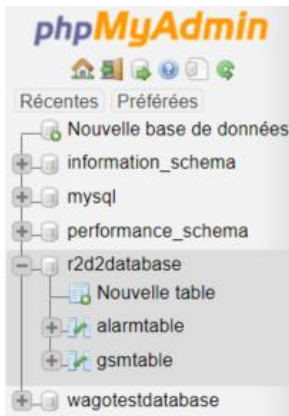 phpMyAdmin
Récentes Préférées
Nouvelle base de données
information_schema
mysql
performance_schema
r2d2database
Nouvelle table
alarmtable
gsmtable
wagotestdatabase